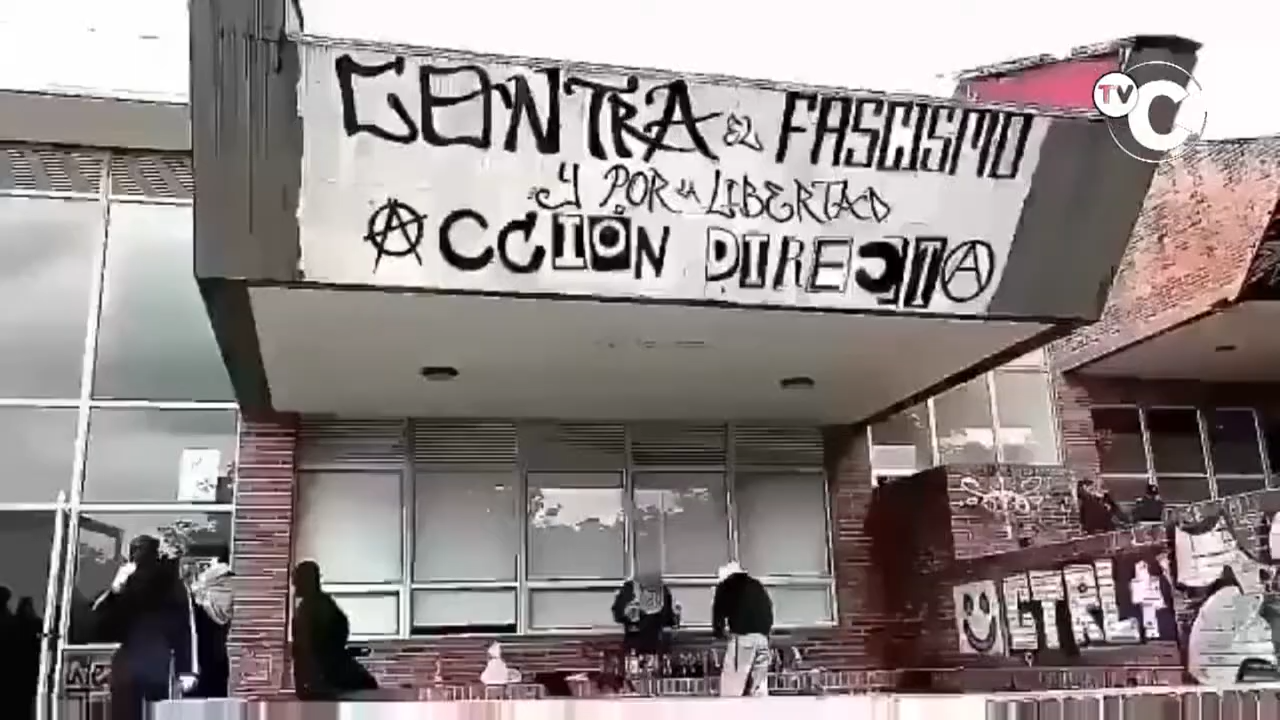 CONTRA EL FASCISMO
Y POR LA LIBERTAD
ACCIÓN DIRECTA
TV C